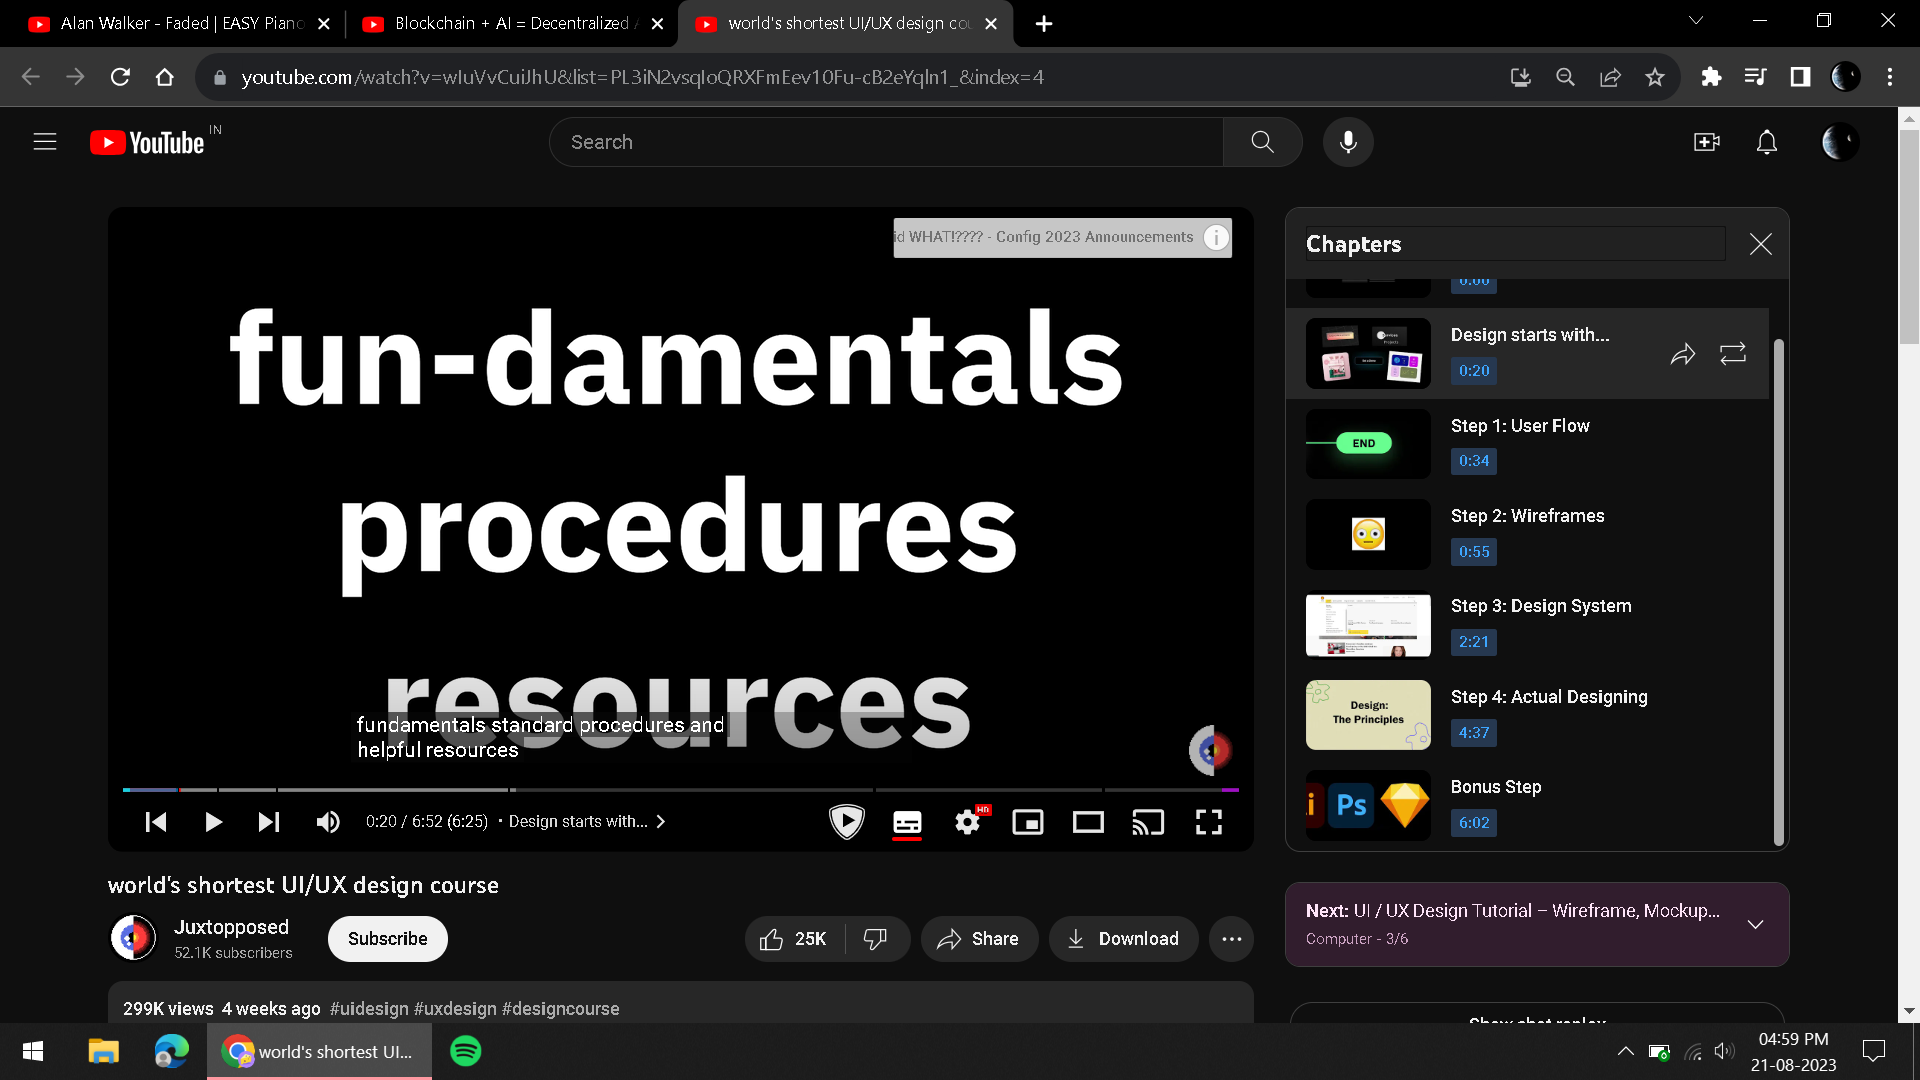 Alan Walker - Faded | EASY Piano
Blockchain + AI = Decentralized
world's shortest UI/UX design cou
youtube.com/watch?v=wIuVvCuiJhU&list=PL3iN2vsqIoQRXFmEev10Fu-cB2eYqln1_&index=4
YouTube IN
Search
id WHAT!???? - Config 2023 Announcements
fun-damentals
procedures
resources
fundamentals standard procedures and
helpful resources
0:20 / 6:52 (6:25) • Design starts with...
HD
Chapters
0:00
Design starts with...
0:20
END
Step 1: User Flow
0:34
Step 2: Wireframes
0:55
Step 3: Design System
2:21
Design:
The Principles
Step 4: Actual Designing
4:37
Ps
Bonus Step
6:02
world's shortest UI/UX design course
Juxtopposed
52.1K subscribers
Subscribe
25K
Share
Download
Next: UI / UX Design Tutorial – Wireframe, Mockup...
Computer - 3/6
299K views 4 weeks ago #uidesign #uxdesign #designcourse
Show chat replay
world's shortest UI...
04:59 PM
21-08-2023